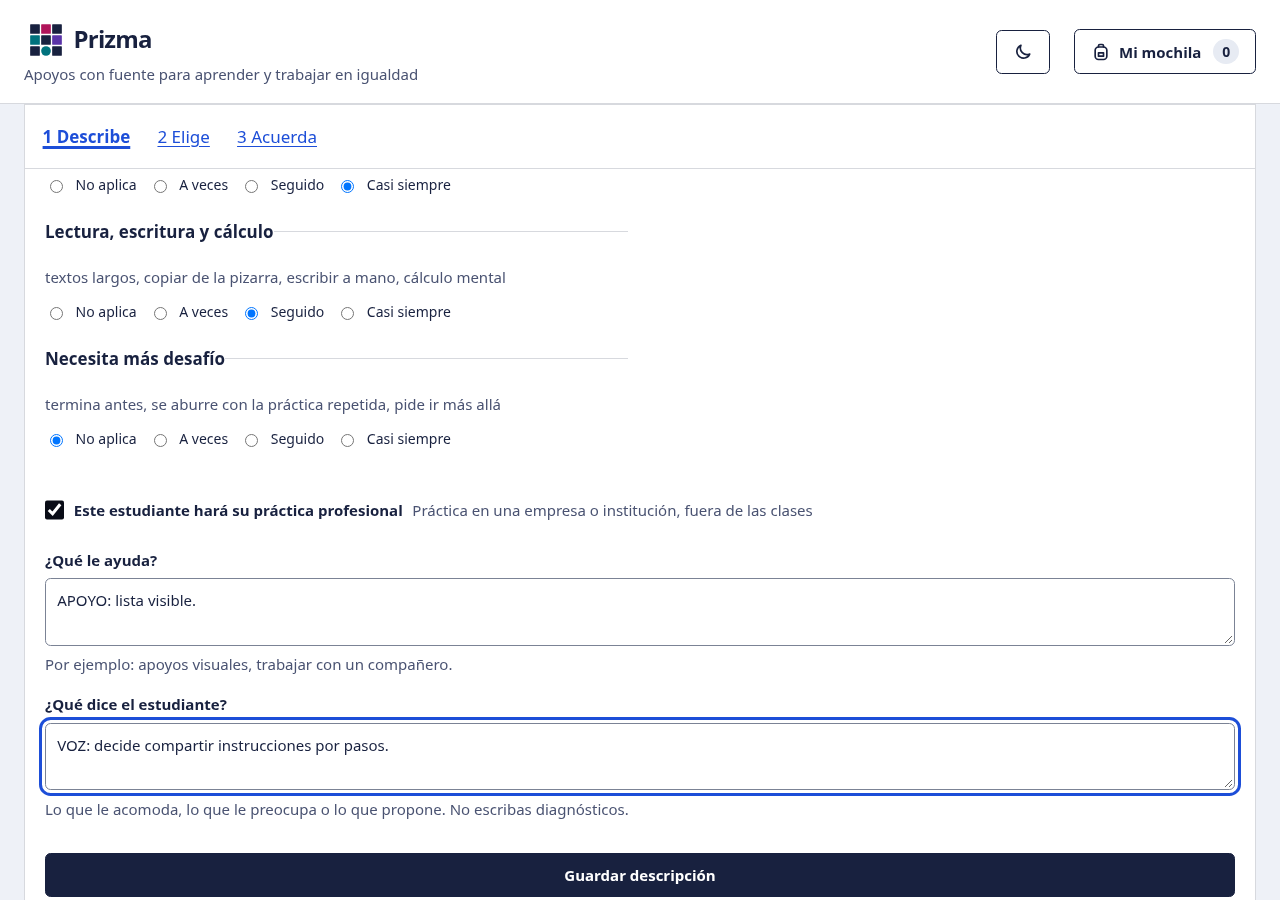 Prizma
Apoyos con fuente para aprender y trabajar en igualdad
Mi mochila 0
1 Describe 2 Elige 3 Acuerda
No aplica A veces Seguido Casi siempre
Lectura, escritura y cálculo
textos largos, copiar de la pizarra, escribir a mano, cálculo mental
No aplica A veces Seguido Casi siempre
Necesita más desafío
termina antes, se aburre con la práctica repetida, pide ir más allá
No aplica A veces Seguido Casi siempre
Este estudiante hará su práctica profesional Práctica en una empresa o institución, fuera de las clases
¿Qué le ayuda?
APOYO: lista visible.
Por ejemplo: apoyos visuales, trabajar con un compañero.
¿Qué dice el estudiante?
VOZ: decide compartir instrucciones por pasos.
Lo que le acomoda, lo que le preocupa o lo que propone. No escribas diagnósticos.
Guardar descripción